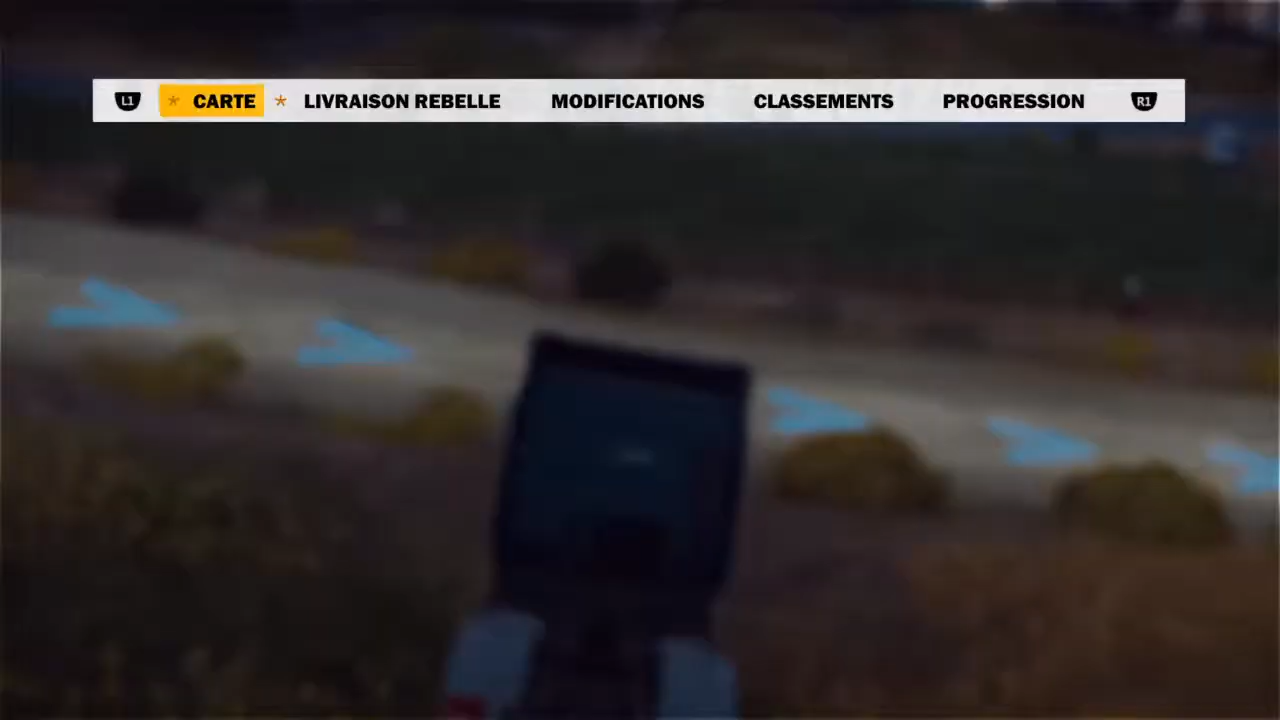 L1 * CARTE * LIVRAISON REBELLE MODIFICATIONS CLASSEMENTS PROGRESSION R1